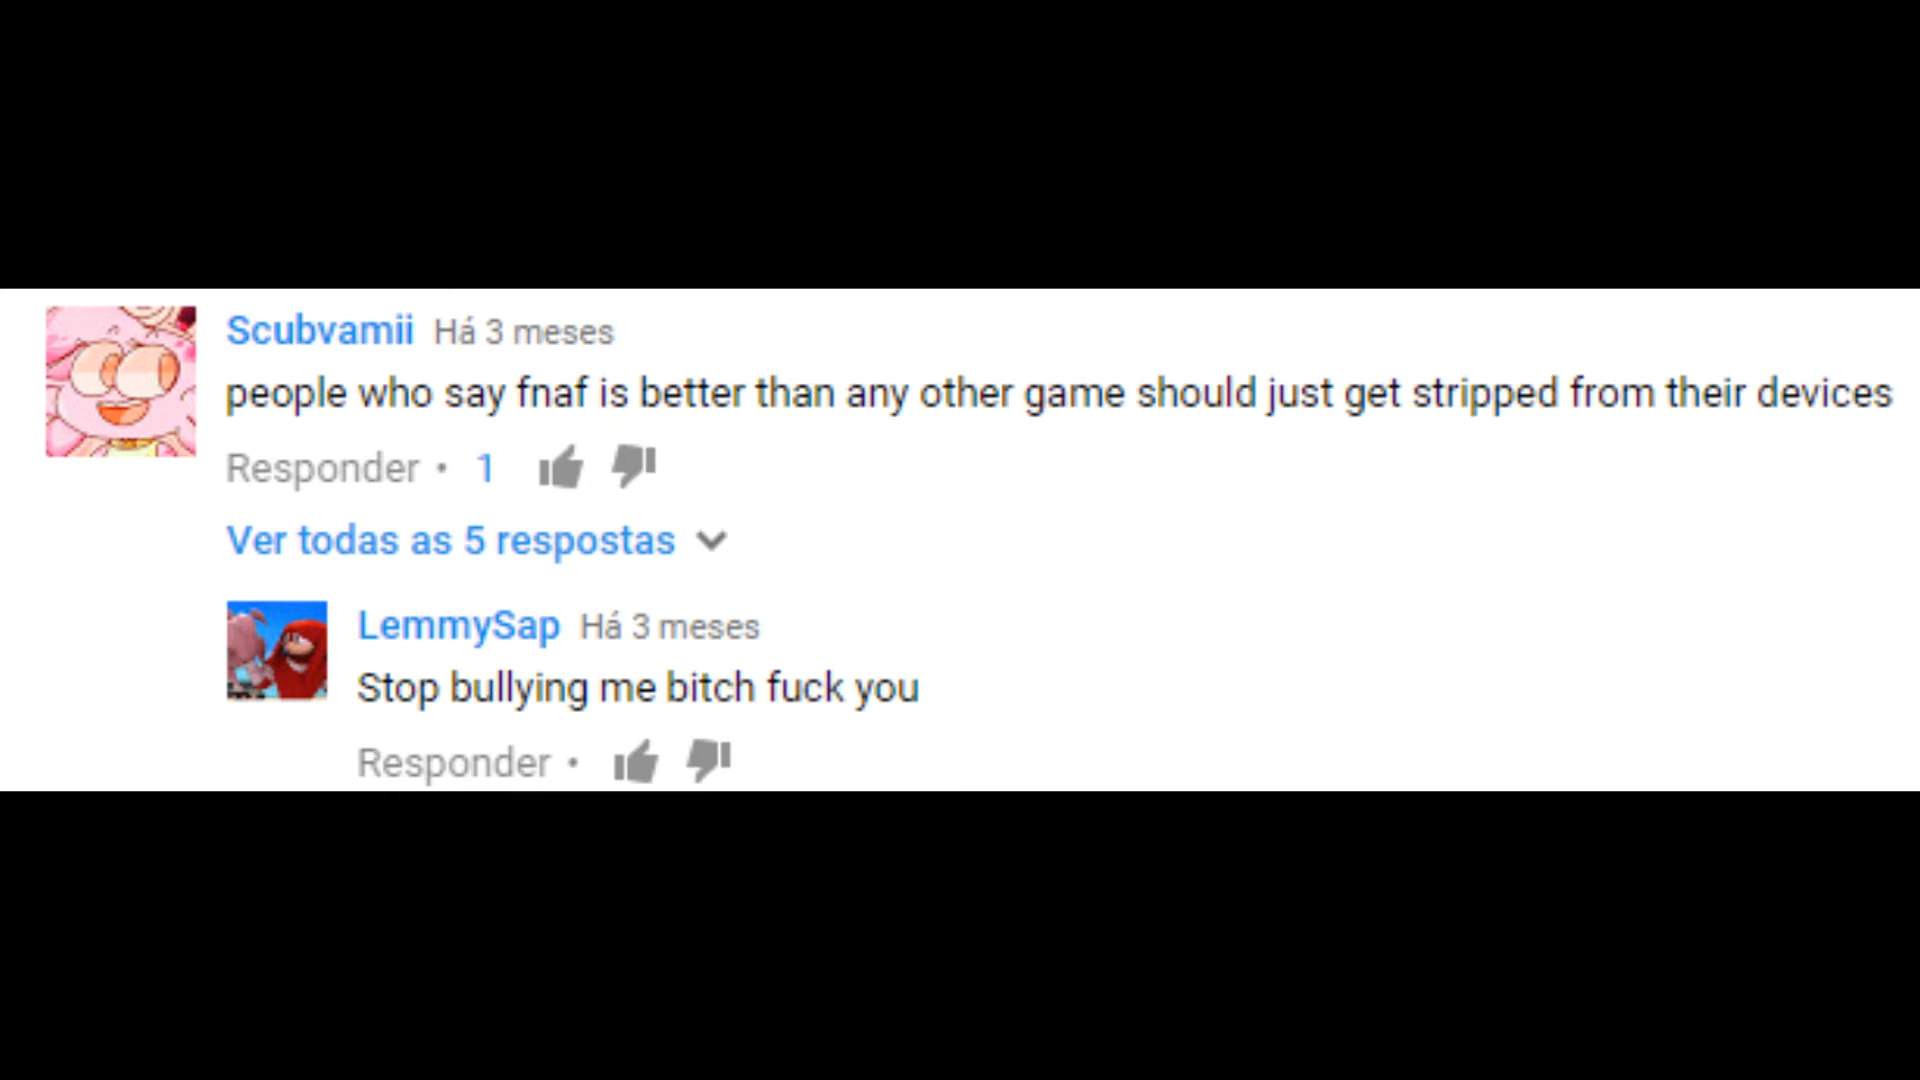 Scubvamii Há 3 meses
people who say fnaf is better than any other game should just get stripped from their devices
Responder • 1
Ver todas as 5 respostas
LemmySap Há 3 meses
Stop bullying me bitch fuck you
Responder •